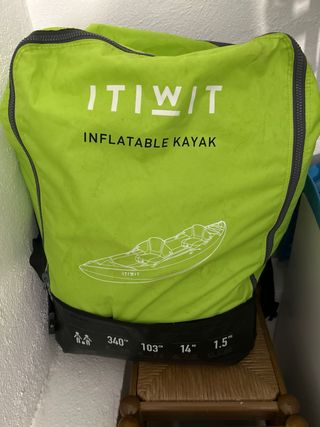 ITIWIT
INFLATABLE KAYAK
ITIWIT
340 103 14 1.5